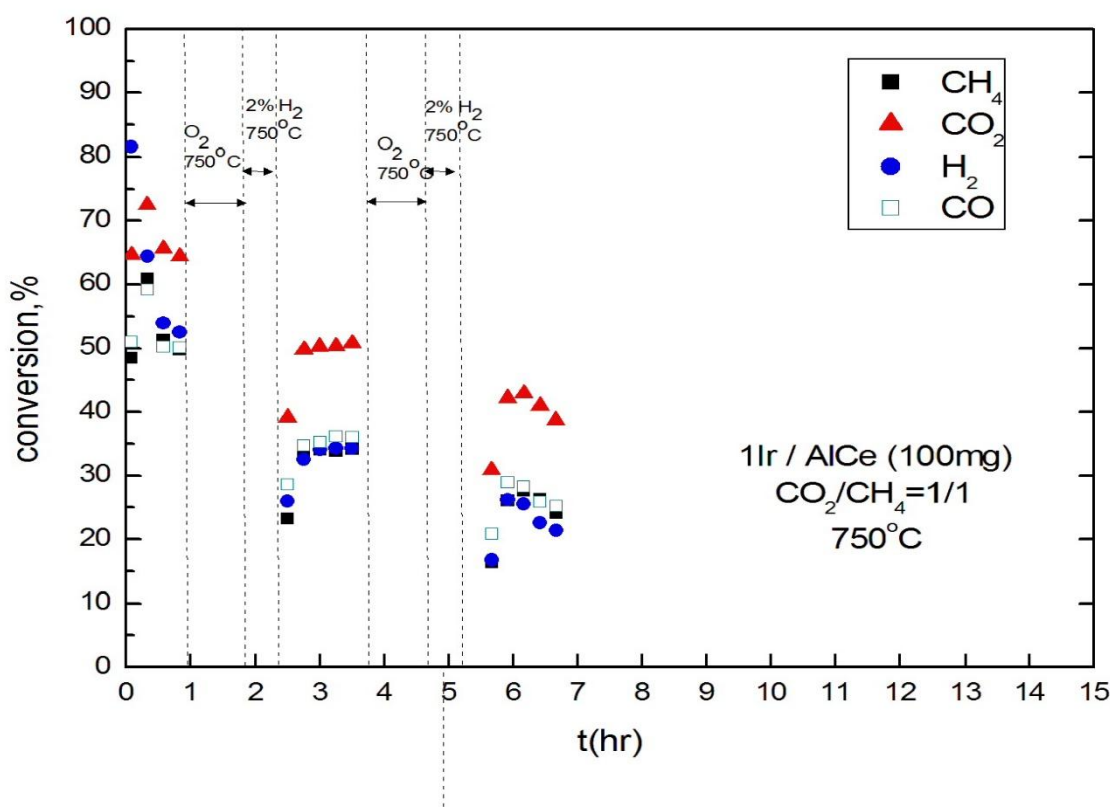 100
90
80
70
60
50
40
30
20
10
0
conversion,%
O₂
750°C
2% H₂
750°C
O₂
750°C
2% H₂
750°C
CH₄
CO₂
H₂
CO
1Ir / AlCe (100mg)
CO₂/CH₄=1/1
750°C
0 1 2 3 4 5 6 7 8 9 10 11 12 13 14 15
t(hr)